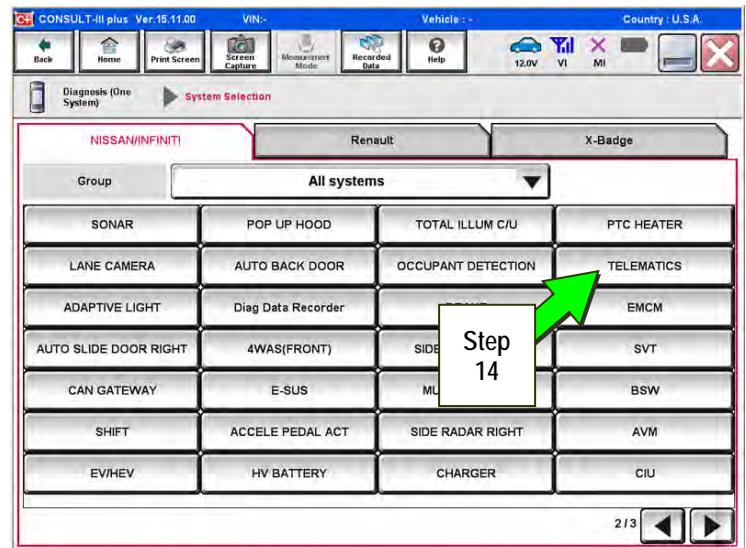 CONSULT-III plus Ver.15.11.00 VIN:- Vehicle : - Country : U.S.A.
Back Home Print Screen Screen Capture Measurement Mode Recorded Data Help 12.0V VI MI
Diagnosis (One System) System Selection
NISSAN/INFINITI Renault X-Badge
Group All systems
SONAR POP UP HOOD TOTAL ILLUM C/U PTC HEATER
LANE CAMERA AUTO BACK DOOR OCCUPANT DETECTION TELEMATICS
ADAPTIVE LIGHT Diag Data Recorder EMCM
Step
14
AUTO SLIDE DOOR RIGHT 4WAS(FRONT) SIDE SVT
CAN GATEWAY E-SUS BSW
SHIFT ACCELE PEDAL ACT SIDE RADAR RIGHT AVM
EV/HEV HV BATTERY CHARGER CIU
2/3